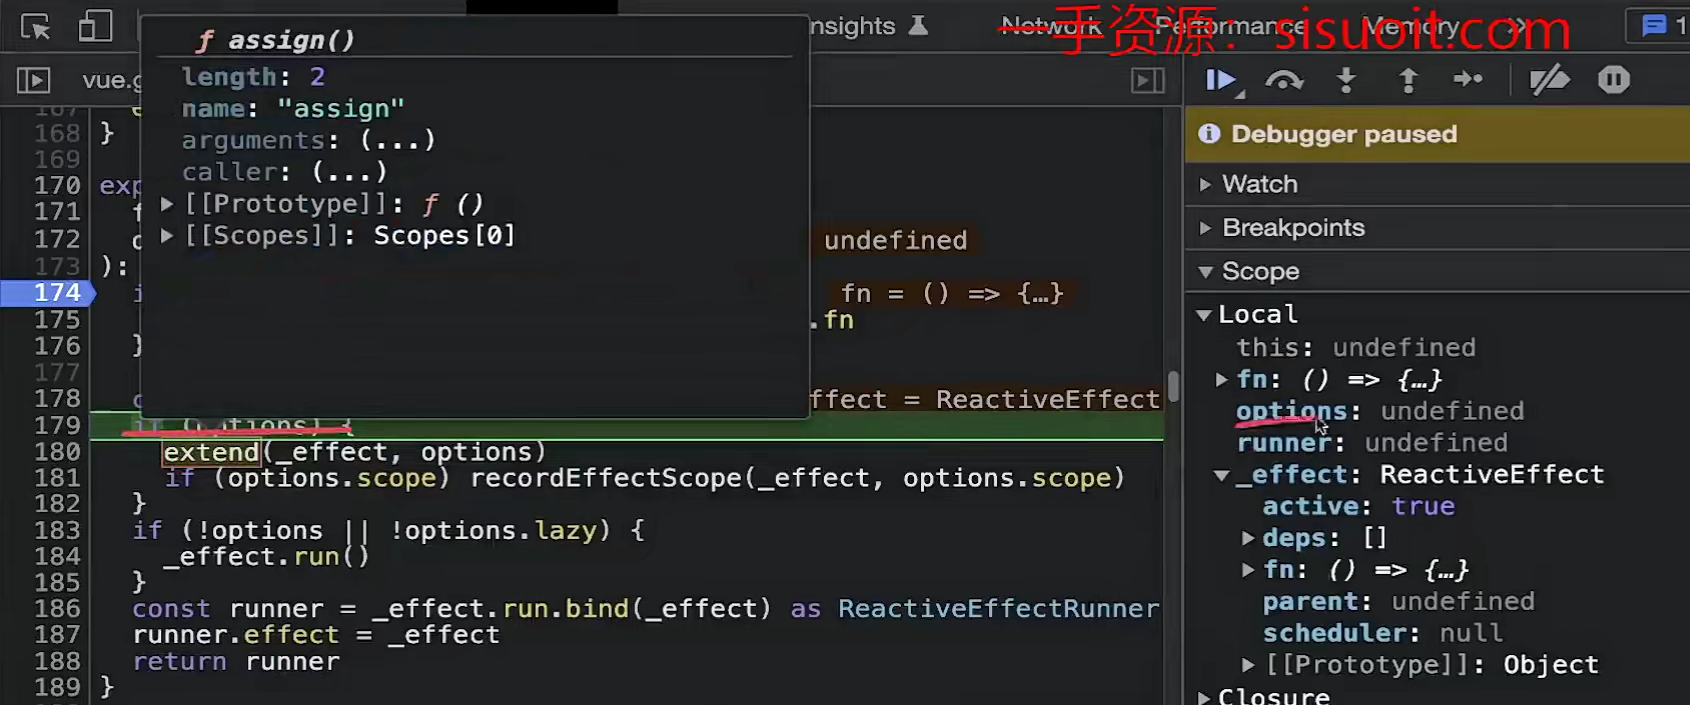 nsights Network Performance Memory » 1
一手资源：sisuoit.com
vue.g
ƒ assign()
length: 2
name: "assign"
arguments: (...)
caller: (...)
▶ [[Prototype]]: ƒ ()
▶ [[Scopes]]: Scopes[0]
167
168 }
169
170 exp
171 f
172 undefined
173 ):
174 i fn = () => {…}
175 .fn
176 }
177
178 c ffect = ReactiveEffect
179 if (options) {
180 extend(_effect, options)
181 if (options.scope) recordEffectScope(_effect, options.scope)
182 }
183 if (!options || !options.lazy) {
184 _effect.run()
185 }
186 const runner = _effect.run.bind(_effect) as ReactiveEffectRunner
187 runner.effect = _effect
188 return runner
189 }
Debugger paused
▶ Watch
▶ Breakpoints
▼ Scope
▼ Local
this: undefined
▶ fn: () => {…}
options: undefined
runner: undefined
▼ _effect: ReactiveEffect
active: true
▶ deps: []
▶ fn: () => {…}
parent: undefined
scheduler: null
▶ [[Prototype]]: Object
▶ Closure